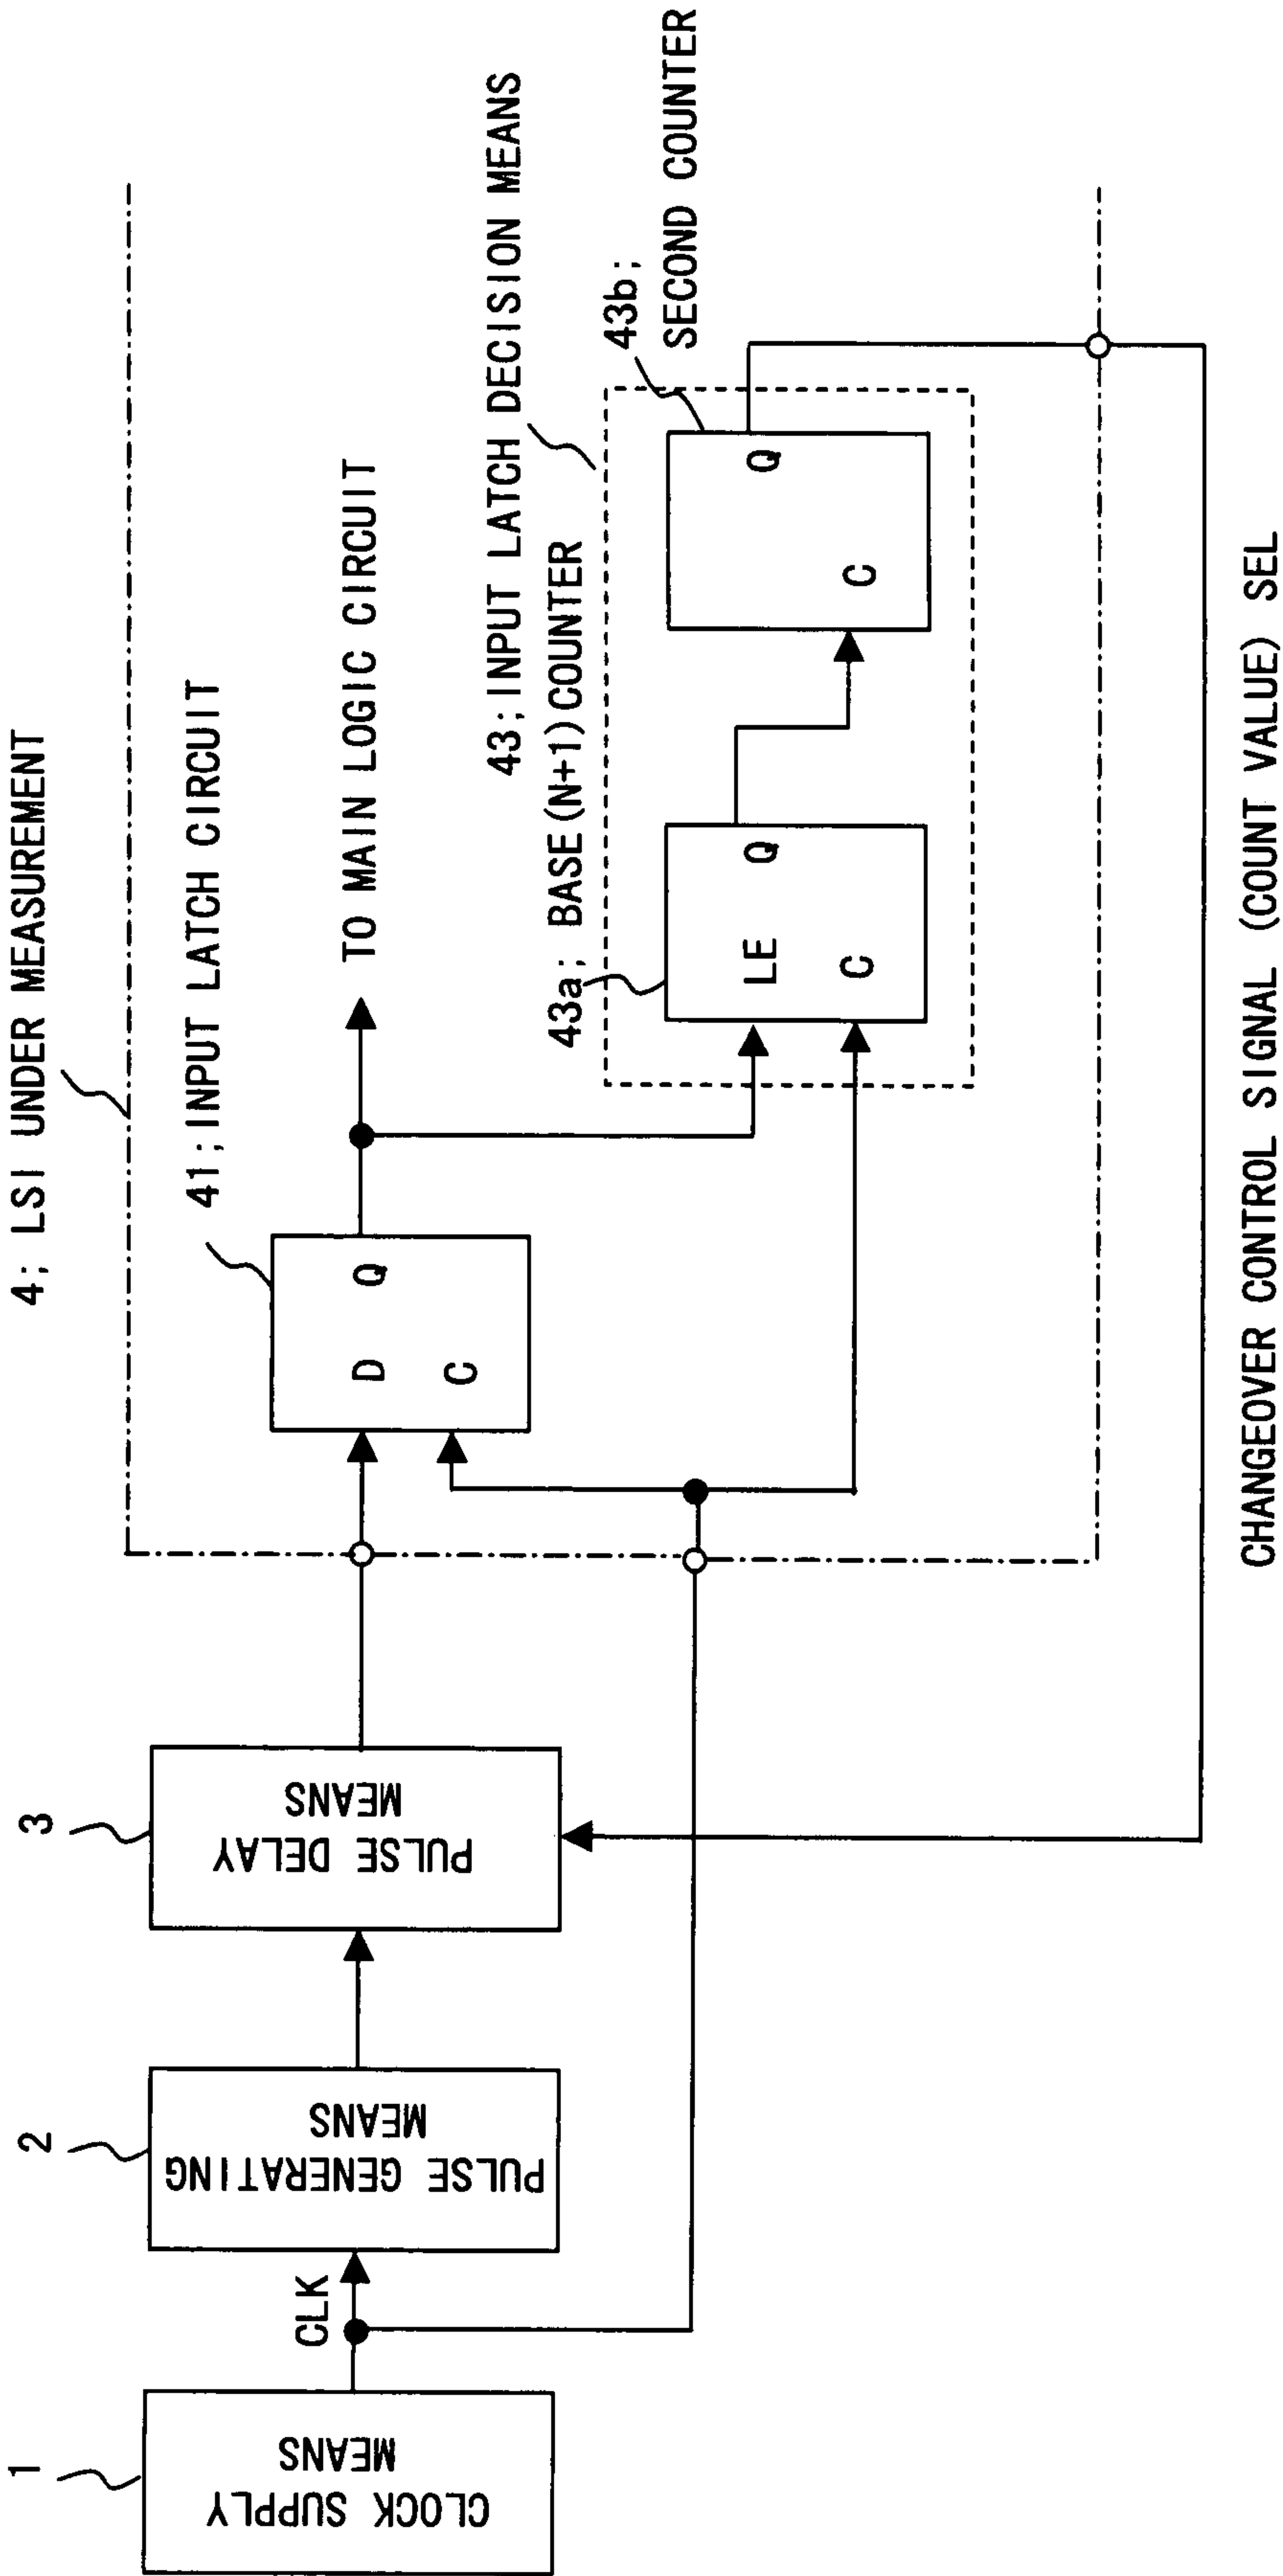 4; LSI UNDER MEASUREMENT
41;INPUT LATCH CIRCUIT
TO MAIN LOGIC CIRCUIT
43;INPUT LATCH DECISION MEANS
43a; BASE(N+1)COUNTER
43b;
SECOND COUNTER
1
CLOCK SUPPLY
MEANS
CLK
2
PULSE GENERATING
MEANS
3
PULSE DELAY
MEANS
D Q
C
LE Q
C
Q
C
CHANGEOVER CONTROL SIGNAL (COUNT VALUE) SEL